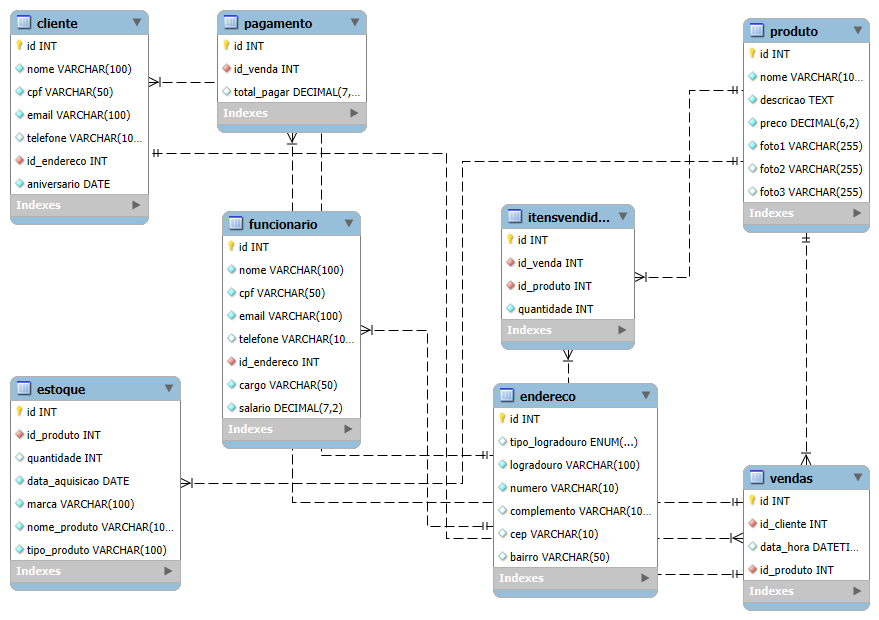 cliente
id INT
nome VARCHAR(100)
cpf VARCHAR(50)
email VARCHAR(100)
telefone VARCHAR(10...
id_endereco INT
aniversario DATE
Indexes
pagamento
id INT
id_venda INT
total_pagar DECIMAL(7,...
Indexes
produto
id INT
nome VARCHAR(10...
descricao TEXT
preco DECIMAL(6,2)
foto1 VARCHAR(255)
foto2 VARCHAR(255)
foto3 VARCHAR(255)
Indexes
funcionario
id INT
nome VARCHAR(100)
cpf VARCHAR(50)
email VARCHAR(100)
telefone VARCHAR(10...
id_endereco INT
cargo VARCHAR(50)
salario DECIMAL(7,2)
Indexes
itensvendid...
id INT
id_venda INT
id_produto INT
quantidade INT
Indexes
estoque
id INT
id_produto INT
quantidade INT
data_aquisicao DATE
marca VARCHAR(100)
nome_produto VARCHAR(10...
tipo_produto VARCHAR(100)
Indexes
endereco
id INT
tipo_logradouro ENUM(...)
logradouro VARCHAR(100)
numero VARCHAR(10)
complemento VARCHAR(10...
cep VARCHAR(10)
bairro VARCHAR(50)
Indexes
vendas
id INT
id_cliente INT
data_hora DATETI...
id_produto INT
Indexes